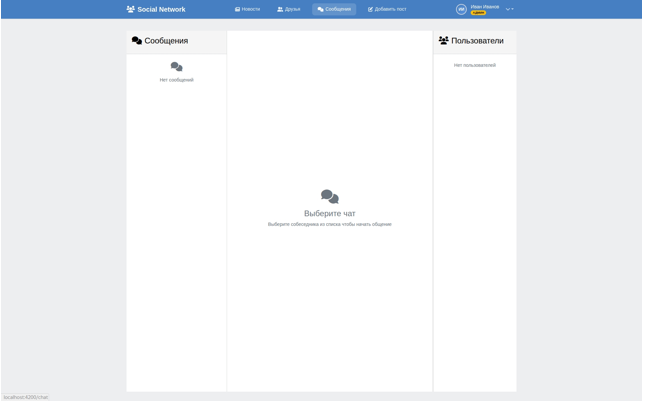 Social Network
Новости
Друзья
Сообщения
Добавить пост
ИИ
Иван Иванов
Сообщения
Нет сообщений
Выберите чат
Выберите собеседника из списка чтобы начать общение
Пользователи
Нет пользователей
localhost:4200/chat